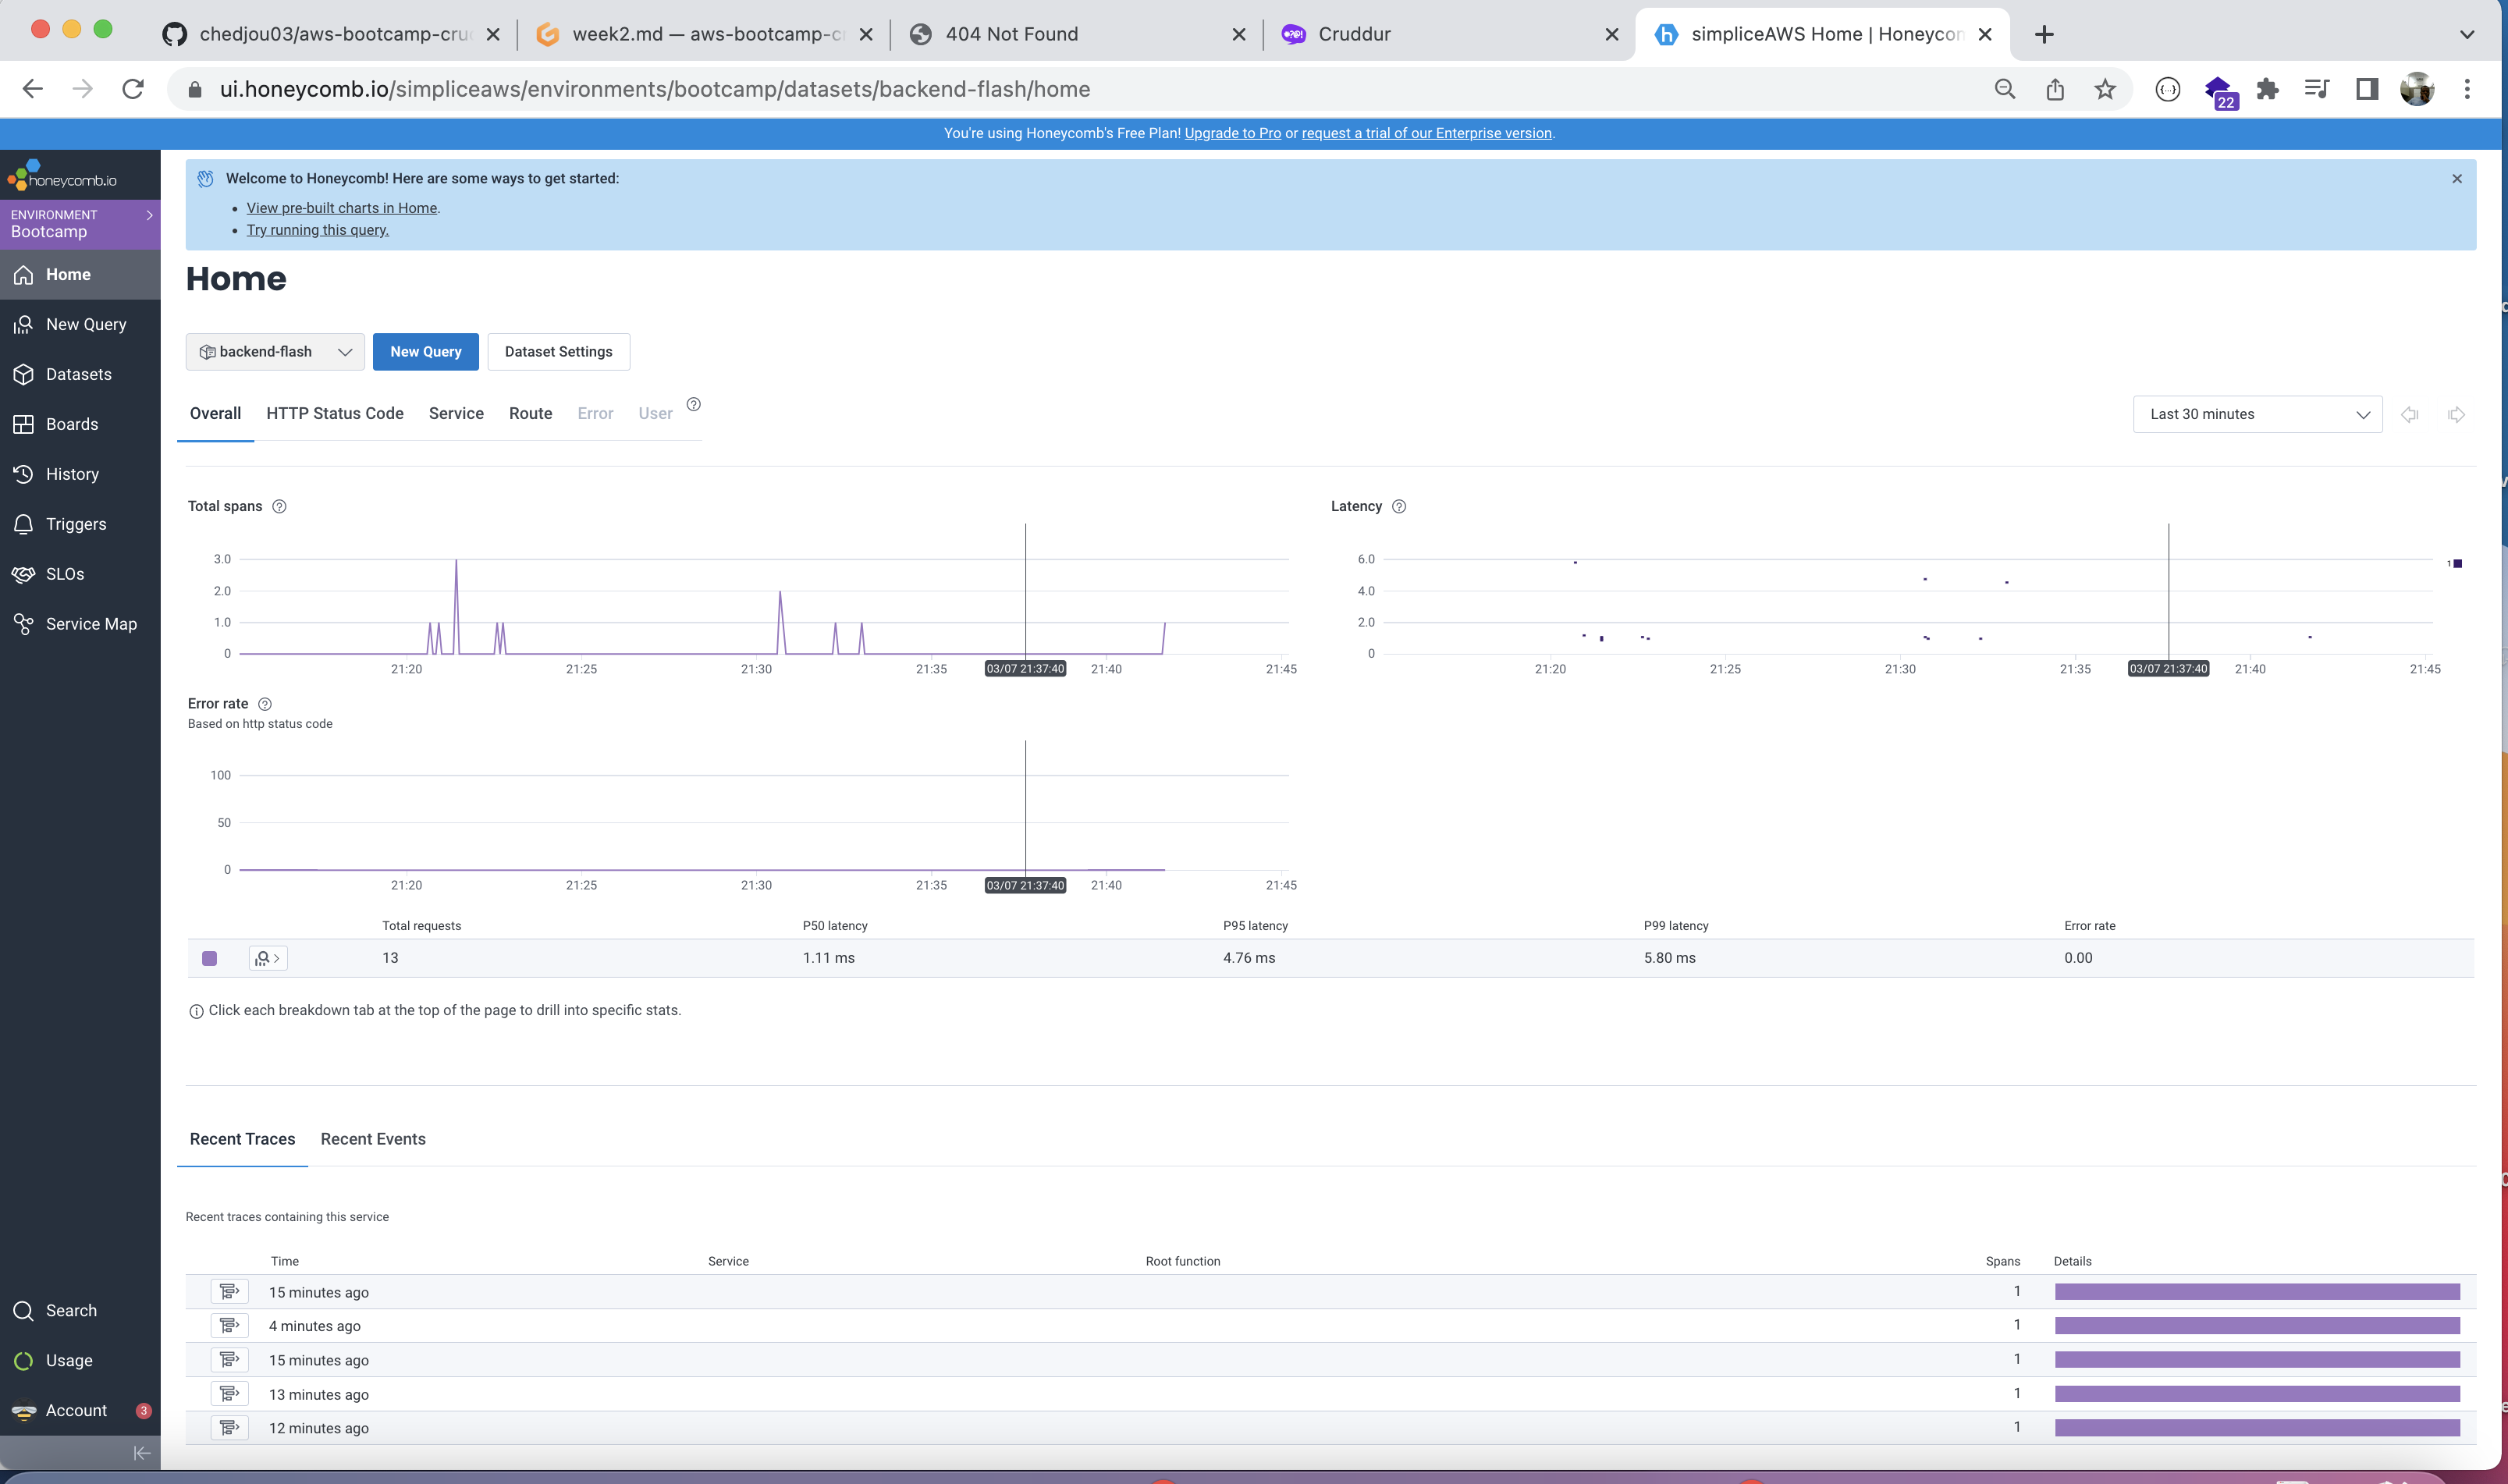 chedjou03/aws-bootcamp-cru
week2.md — aws-bootcamp-c
404 Not Found
Cruddur
simpliceAWS Home | Honeycom
ui.honeycomb.io/simpliceaws/environments/bootcamp/datasets/backend-flash/home
22
You're using Honeycomb's Free Plan! Upgrade to Pro or request a trial of our Enterprise version.
honeycomb.io
ENVIRONMENT
Bootcamp
Home
New Query
Datasets
Boards
History
Triggers
SLOs
Service Map
Search
Usage
Account
3
Welcome to Honeycomb! Here are some ways to get started:
• View pre-built charts in Home.
• Try running this query.
Home
backend-flash
New Query
Dataset Settings
Overall HTTP Status Code Service Route Error User
Last 30 minutes
Total spans
3.0
2.0
1.0
0
21:20 21:25 21:30 21:35 03/07 21:37:40 21:40 21:45
Latency
6.0
4.0
2.0
0
1
21:20 21:25 21:30 21:35 03/07 21:37:40 21:40 21:45
Error rate
Based on http status code
100
50
0
21:20 21:25 21:30 21:35 03/07 21:37:40 21:40 21:45
Total requests P50 latency P95 latency P99 latency Error rate
13 1.11 ms 4.76 ms 5.80 ms 0.00
Click each breakdown tab at the top of the page to drill into specific stats.
Recent Traces Recent Events
Recent traces containing this service
Time Service Root function Spans Details
15 minutes ago 1
4 minutes ago 1
15 minutes ago 1
13 minutes ago 1
12 minutes ago 1